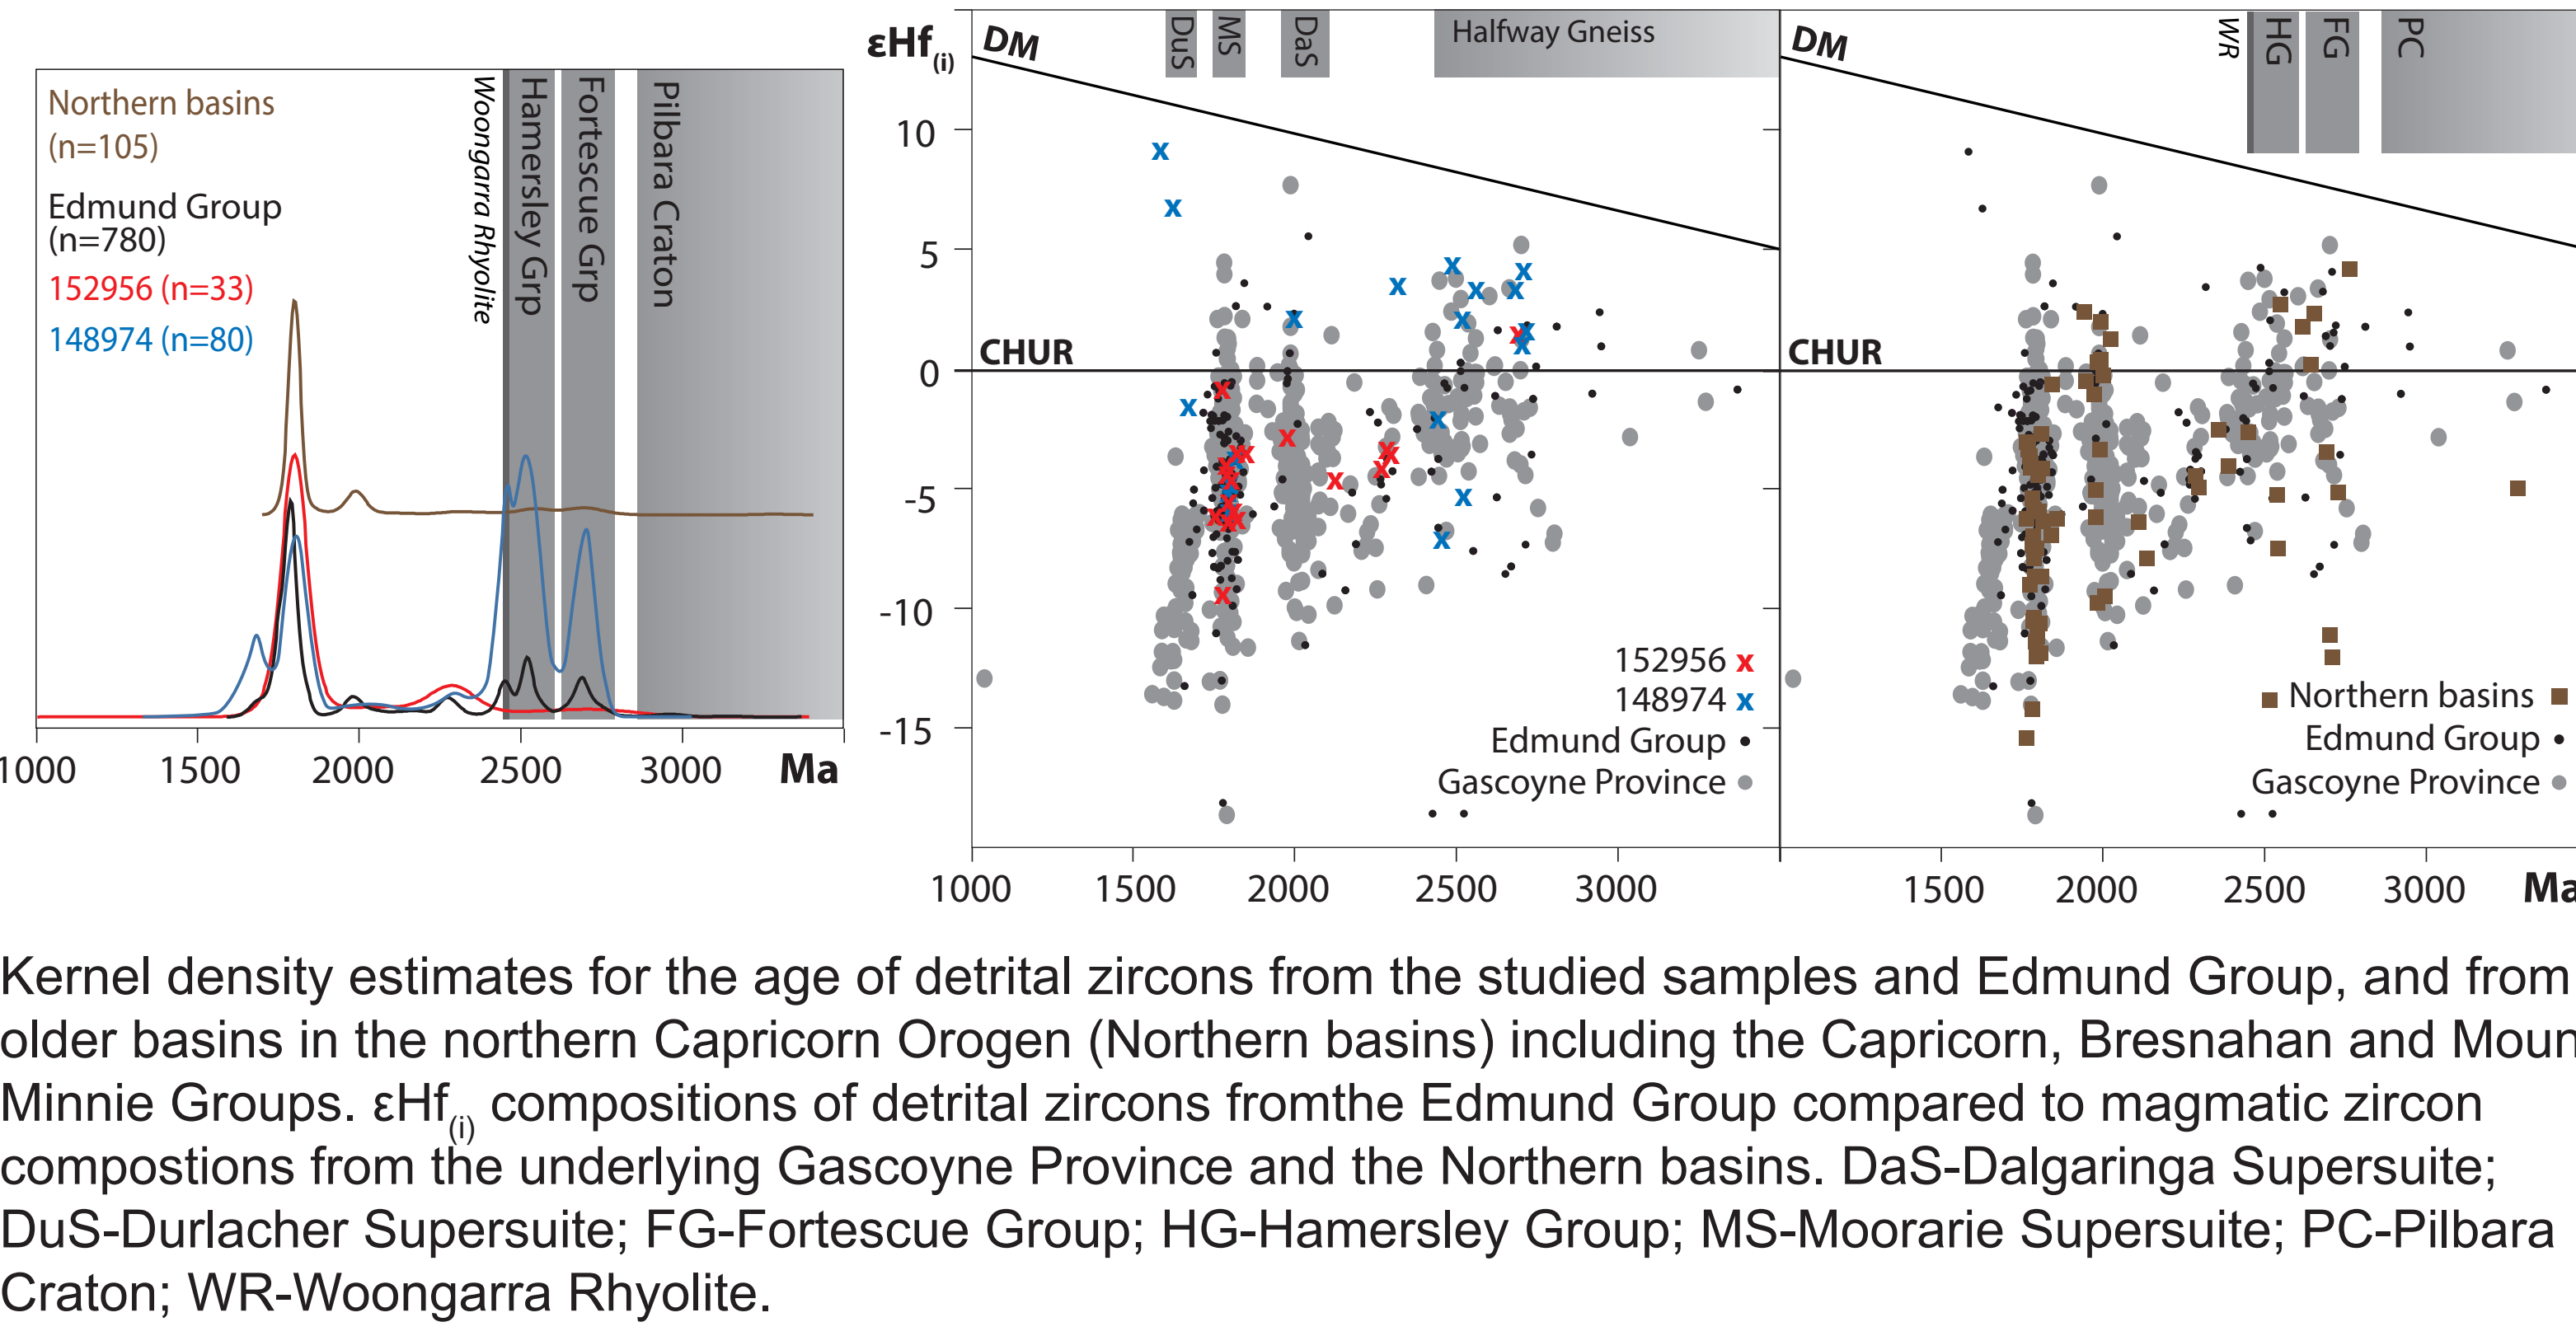 Northern basins
(n=105)
Edmund Group
(n=780)
152956 (n=33)
148974 (n=80)
Woongarra Rhyolite
Hamersley Grp
Fortescue Grp
Pilbara Craton
1000 1500 2000 2500 3000 Ma
εHf(i)
10
5
0
-5
-10
-15
DM
DuS
MS
DaS
Halfway Gneiss
CHUR
152956 x
148974 x
Edmund Group
Gascoyne Province
1000 1500 2000 2500 3000
DM
WR
HG
FG
PC
CHUR
Northern basins
Edmund Group
Gascoyne Province
1500 2000 2500 3000 Ma
Kernel density estimates for the age of detrital zircons from the studied samples and Edmund Group, and from
older basins in the northern Capricorn Orogen (Northern basins) including the Capricorn, Bresnahan and Moun
Minnie Groups. εHf(i) compositions of detrital zircons fromthe Edmund Group compared to magmatic zircon
compostions from the underlying Gascoyne Province and the Northern basins. DaS-Dalgaringa Supersuite;
DuS-Durlacher Supersuite; FG-Fortescue Group; HG-Hamersley Group; MS-Moorarie Supersuite; PC-Pilbara
Craton; WR-Woongarra Rhyolite.